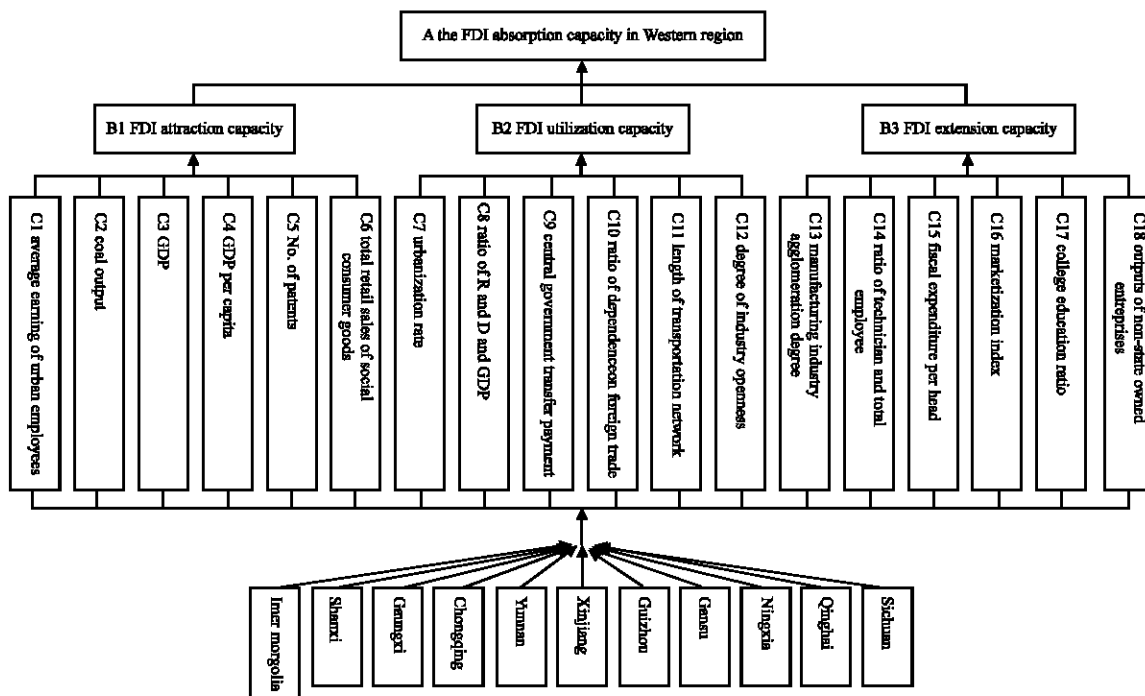 A the FDI absorption capacity in Western region
B1 FDI attraction capacity
B2 FDI utilization capacity
B3 FDI extension capacity
C1 average earning of urban employees
C2 coal output
C3 GDP
C4 GDP per capita
C5 No. of patents
C6 total retail sales of social
consumer goods
C7 urbanization rate
C8 ratio of R and D and GDP
C9 central government transfer payment
C10 ratio of dependenceon foreign trade
C11 length of transportation network
C12 degree of industry openness
C13 manufacturing industry
agglomeration degree
C14 ratio of technician and total
employee
C15 fiscal expenditure per head
C16 marketization index
C17 college education ratio
C18 outputs of non-state owned
entreprises
Imer morgolia
Shanxi
Gaungxi
Chongqing
Yunnan
Xinjiang
Guizhou
Gansu
Ningxia
Qinghai
Sichuan